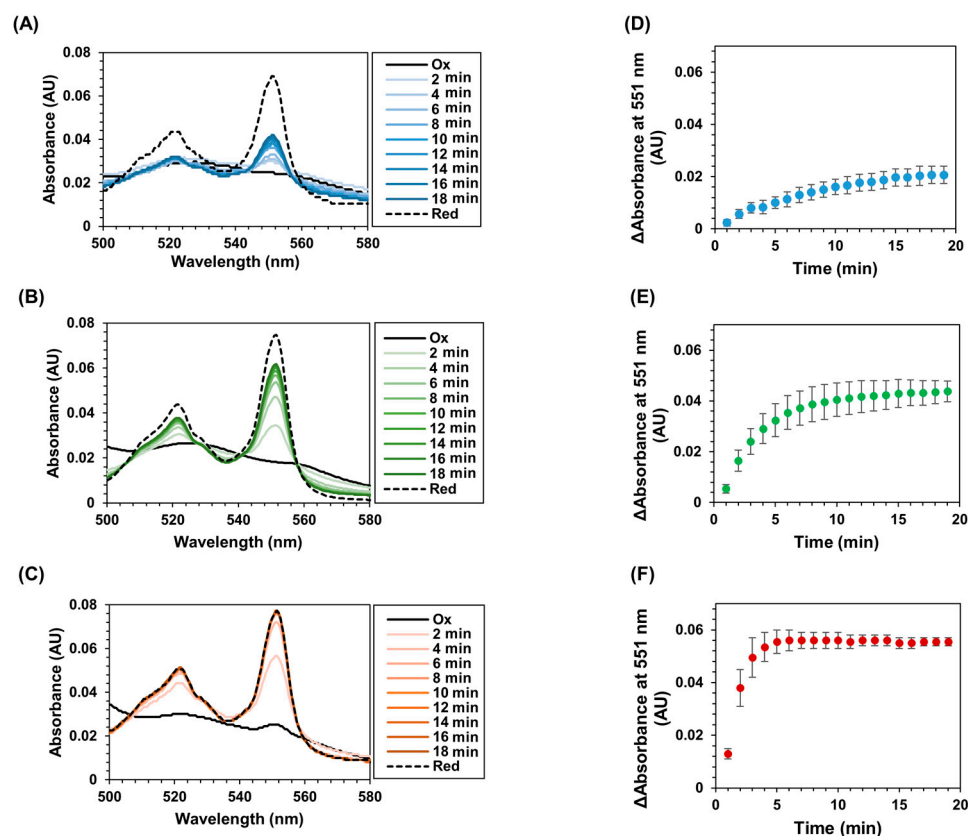 (A)
Absorbance (AU)
0.08
0.06
0.04
0.02
0
500
520
540
560
580
Wavelength (nm)
Ox
2 min
4 min
6 min
8 min
10 min
12 min
14 min
16 min
18 min
Red
(D)
ΔAbsorbance at 551 nm
(AU)
0.06
0.04
0.02
0
0
5
10
15
20
Time (min)
(B)
Absorbance (AU)
0.08
0.06
0.04
0.02
0
500
520
540
560
580
Wavelength (nm)
Ox
2 min
4 min
6 min
8 min
10 min
12 min
14 min
16 min
18 min
Red
(E)
ΔAbsorbance at 551 nm
(AU)
0.06
0.04
0.02
0
0
5
10
15
20
Time (min)
(C)
Absorbance (AU)
0.08
0.06
0.04
0.02
0
500
520
540
560
580
Wavelength (nm)
Ox
2 min
4 min
6 min
8 min
10 min
12 min
14 min
16 min
18 min
Red
(F)
ΔAbsorbance at 551 nm
(AU)
0.06
0.04
0.02
0
0
5
10
15
20
Time (min)